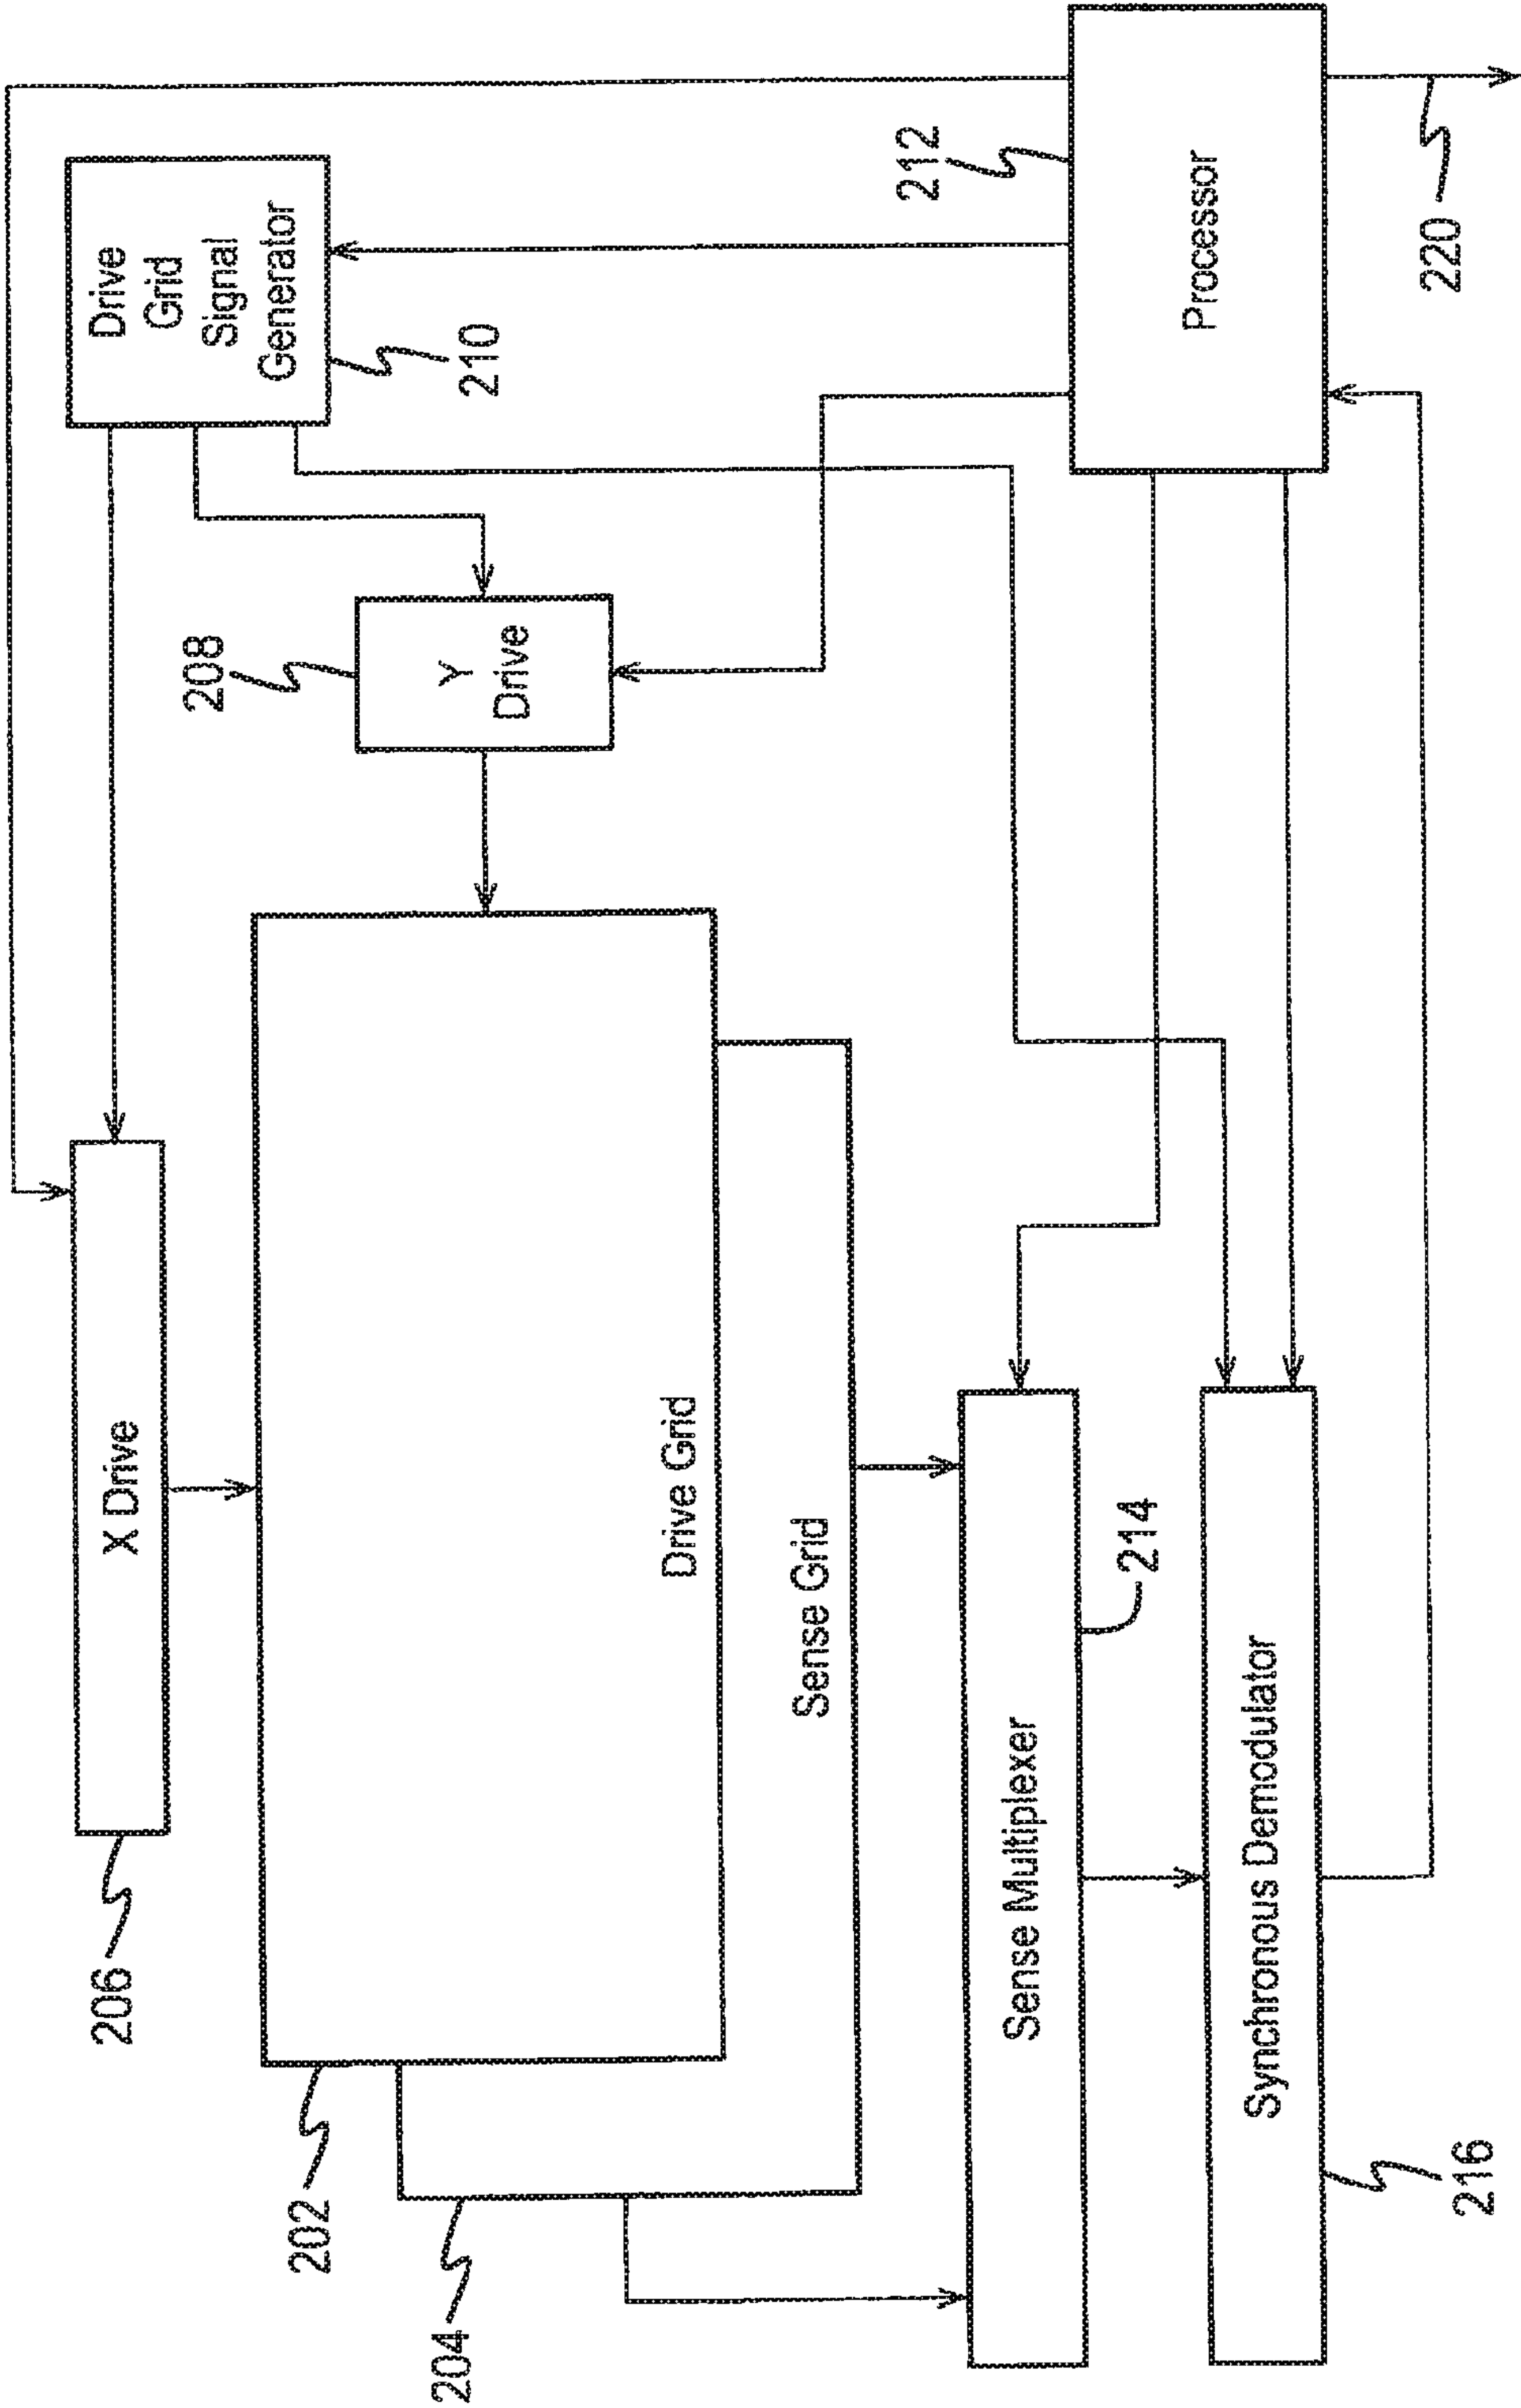 206
X Drive
Drive
Grid
Signal
Generator
210
208
Y
Drive
202
204
Drive Grid
Sense Grid
212
Processor
220
Sense Multiplexer
214
Synchronous Demodulator
216